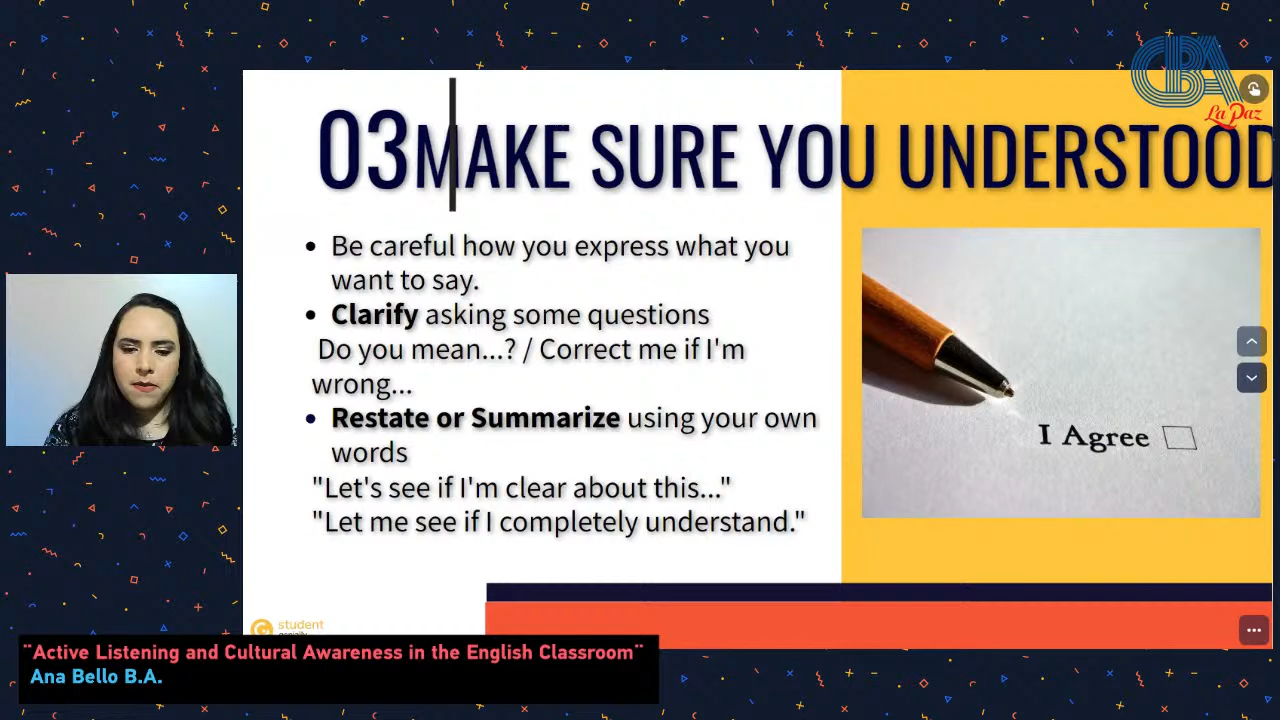 CBA
La Paz
03 MAKE SURE YOU UNDERSTOOD
• Be careful how you express what you
want to say.
• Clarify asking some questions
Do you mean...? / Correct me if I'm
wrong...
• Restate or Summarize using your own
words
"Let's see if I'm clear about this..."
"Let me see if I completely understand."
I Agree
student
genially
"Active Listening and Cultural Awareness in the English Classroom"
Ana Bello B.A.